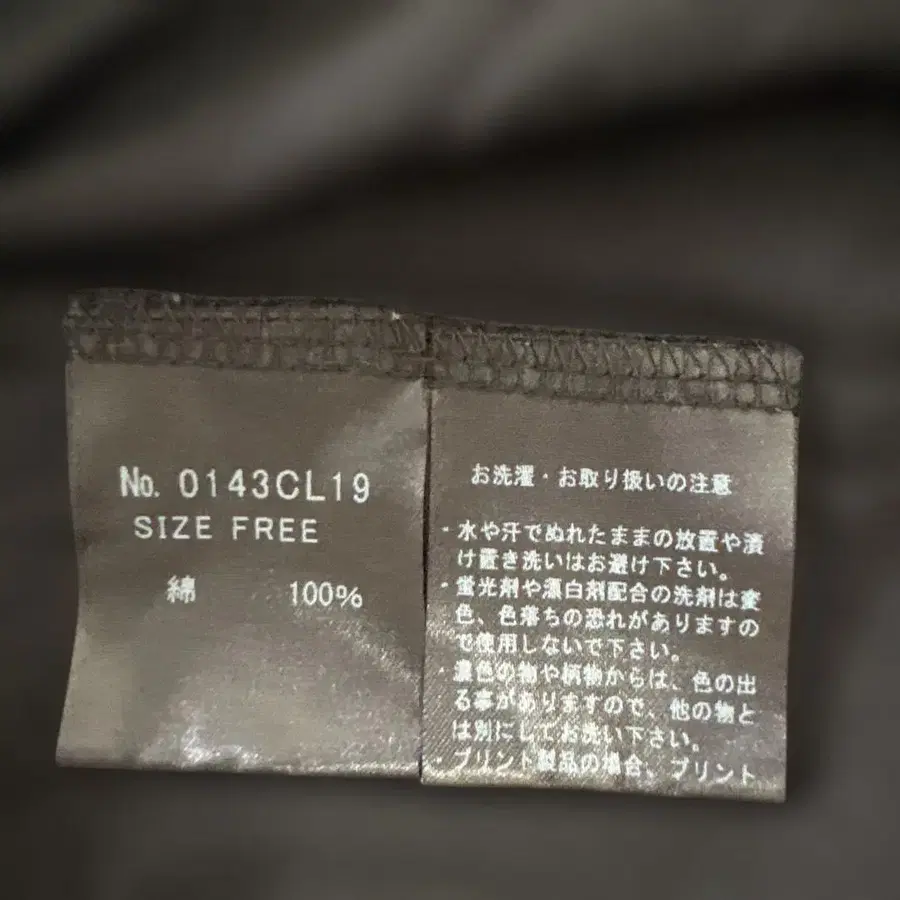 No. 0143CL19
SIZE FREE
綿 100%
お洗濯・お取り扱いの注意
・水や汗でぬれたままの放置や漬
け置き洗いはお避け下さい。
・蛍光剤や漂白剤配合の洗剤は変
色、色落ちの恐れがありますの
で使用しないで下さい。
・濃色の物や柄物からは、色の出
る事がありますので、他の物と
は別にしてお洗い下さい。
・プリント製品の場合、プリント